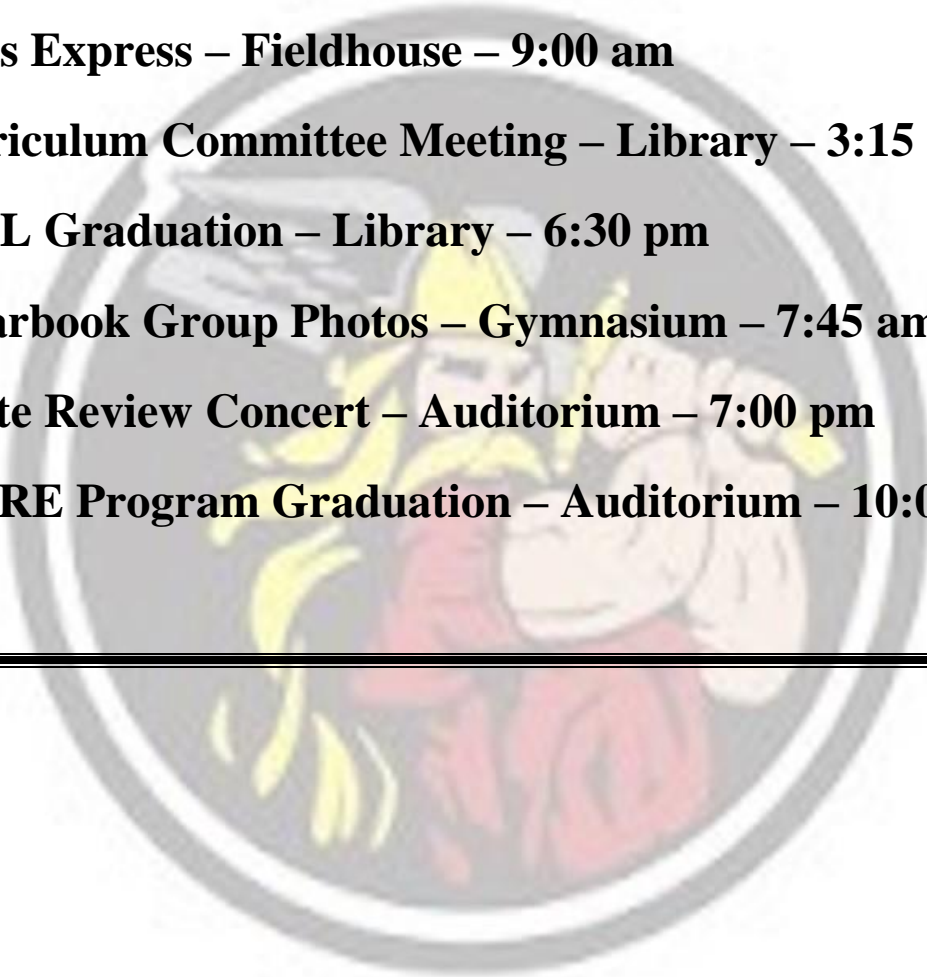 s Express – Fieldhouse – 9:00 am
riculum Committee Meeting – Library – 3:15
L Graduation – Library – 6:30 pm
arbook Group Photos – Gymnasium – 7:45 am
te Review Concert – Auditorium – 7:00 pm
RE Program Graduation – Auditorium – 10:0